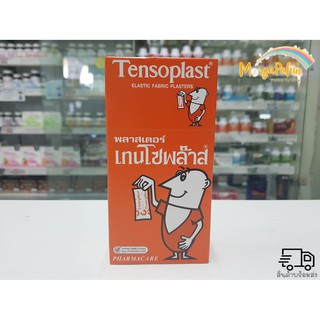 Tensoplast®
ELASTIC FABRIC PLASTERS
พลาสเตอร์
เทนโซพล๊าส®
PHARMACARE
สินค้าพร้อมส่ง